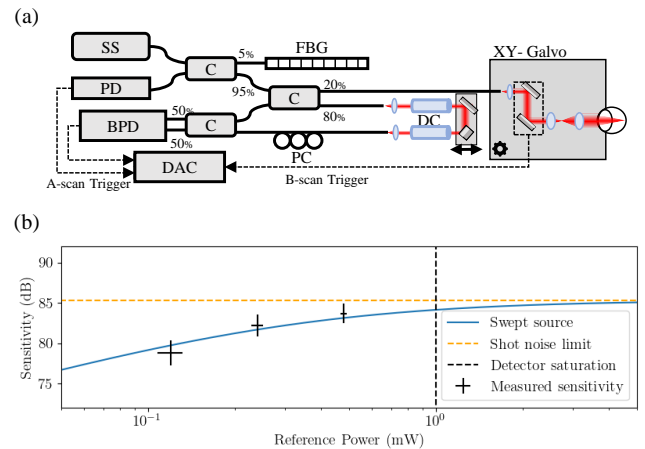 (a)
SS
5%
FBG
XY- Galvo
C
PD
95%
20%
C
50%
80%
BPD
C
DC
50%
PC
DAC
A-scan Trigger
B-scan Trigger
(b)
90
85
80
75
Sensitivity (dB)
Swept source
Shot noise limit
Detector saturation
Measured sensitivity
10⁻¹
10⁰
Reference Power (mW)